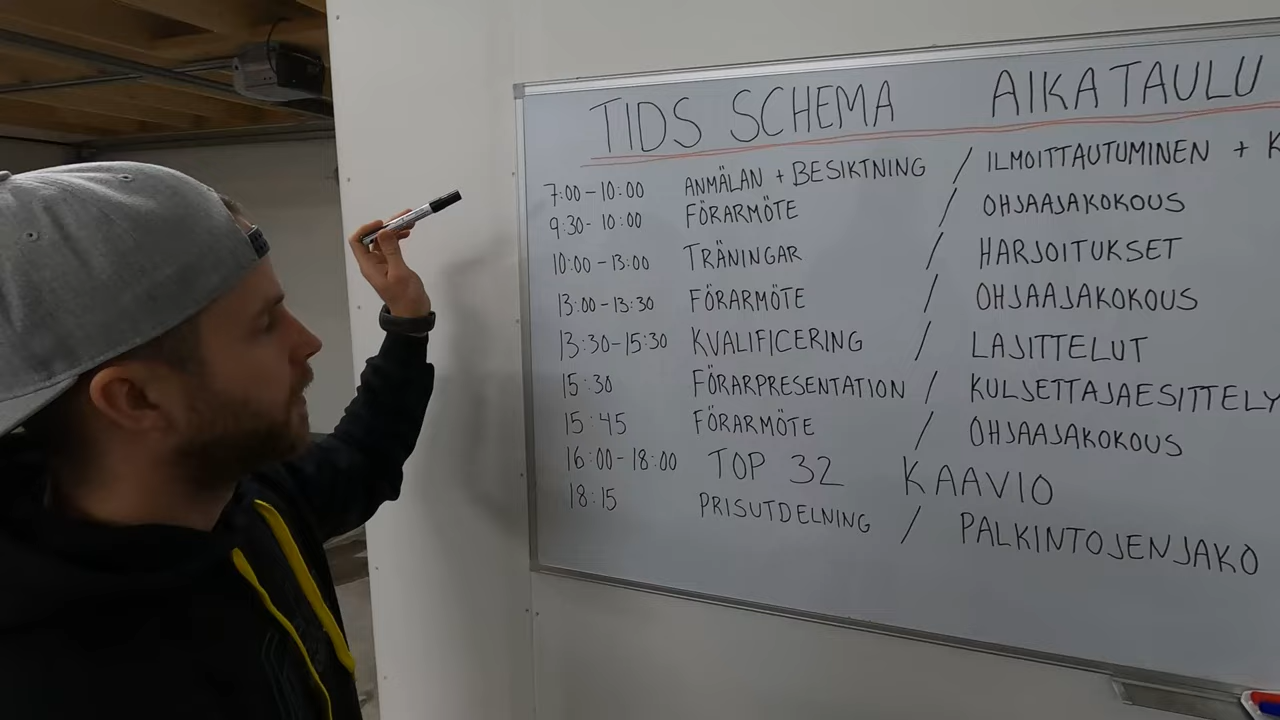 TIDS SCHEMA AIKATAULU
7:00-10:00 ANMÄLAN + BESIKTNING / ILMOITTAUTUMINEN + K
9:30-10:00 FÖRARMÖTE / OHJAAJAKOKOUS
10:00-13:00 TRÄNINGAR / HARJOITUKSET
13:00-13:30 FÖRARMÖTE / OHJAAJAKOKOUS
13:30-15:30 KVALIFICERING / LAJITTELUT
15:30 FÖRARPRESENTATION / KULJETTAJAESITTELY
15:45 FÖRARMÖTE / OHJAAJAKOKOUS
16:00-18:00 TOP 32 KAAVIO
18:15 PRISUTDELNING / PALKINTOJENJAKO